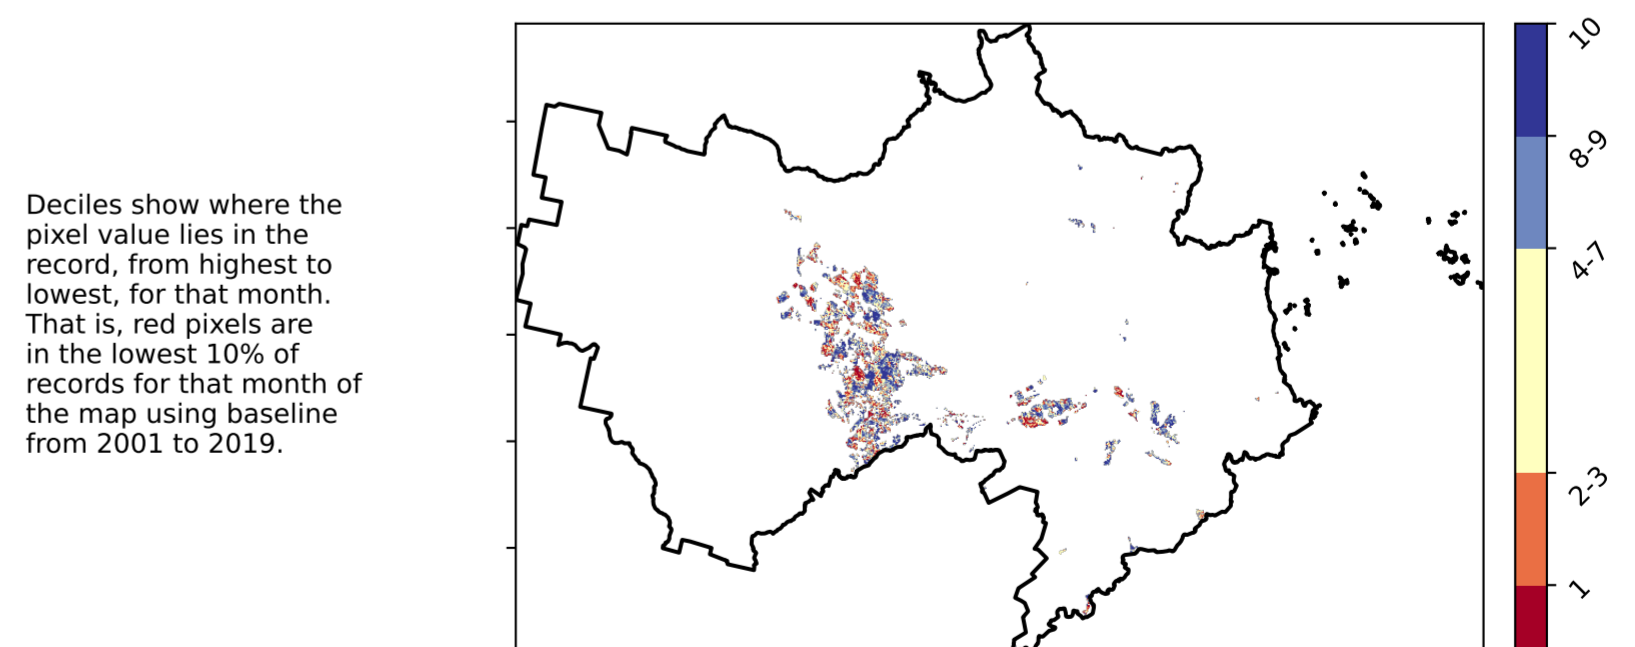 Deciles show where the
pixel value lies in the
record, from highest to
lowest, for that month.
That is, red pixels are
in the lowest 10% of
records for that month of
the map using baseline
from 2001 to 2019.
10
8-9
4-7
2-3
1